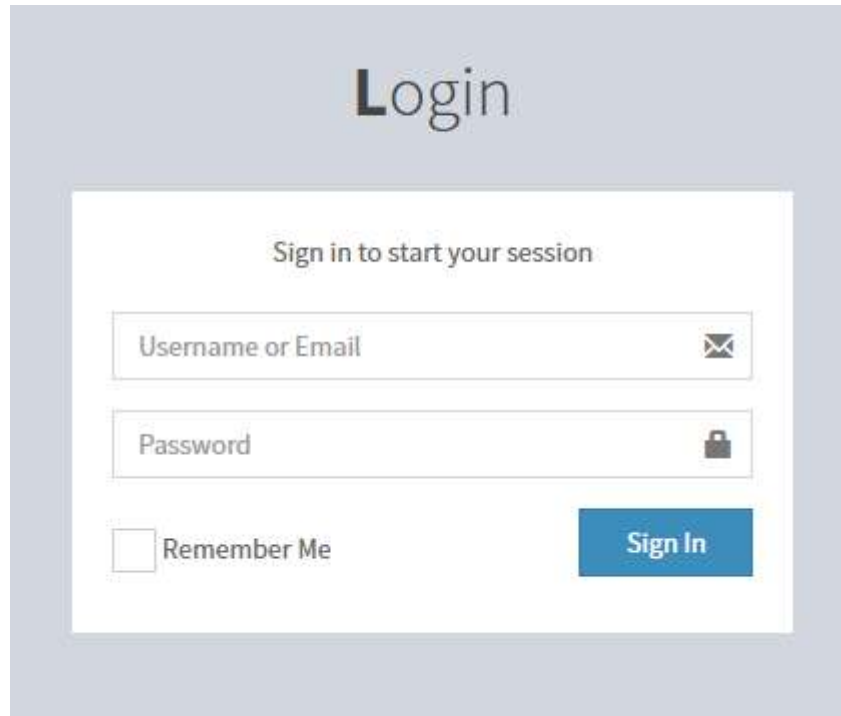 Login
Sign in to start your session
Username or Email
Password
Remember Me
Sign In